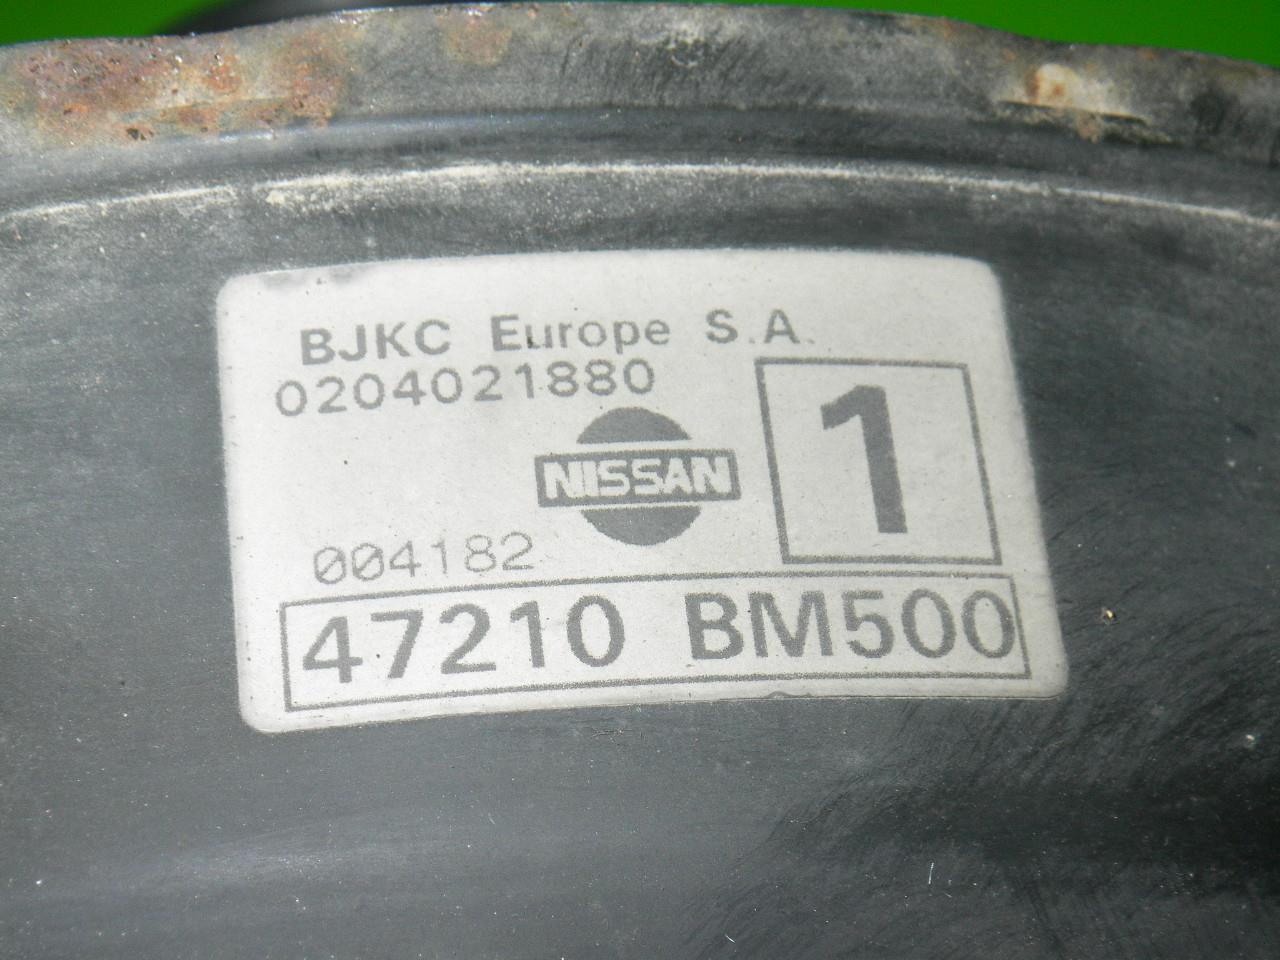 BJKC Europe S.A.
0204021880
1
NISSAN
004182
47210 BM500